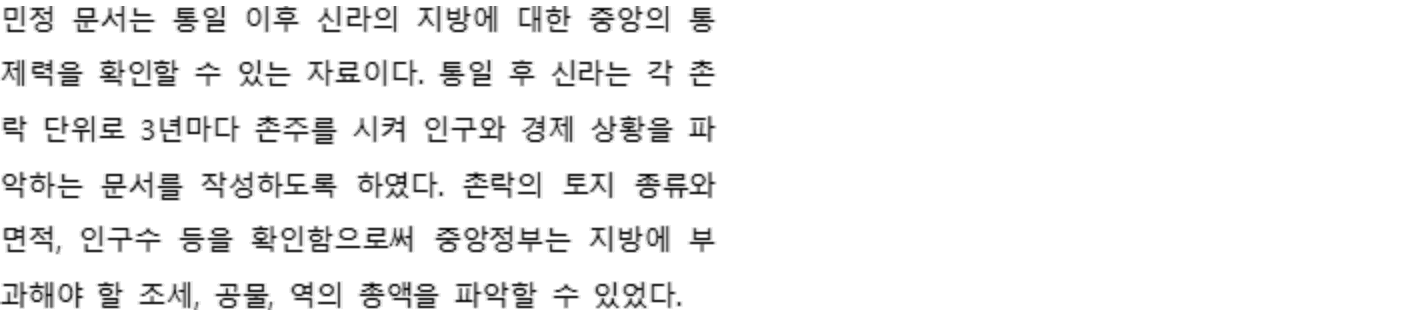 민정 문서는 통일 이후 신라의 지방에 대한 중앙의 통
제력을 확인할 수 있는 자료이다. 통일 후 신라는 각 촌
락 단위로 3년마다 촌주를 시켜 인구와 경제 상황을 파
악하는 문서를 작성하도록 하였다. 촌락의 토지 종류와
면적, 인구수 등을 확인함으로써 중앙정부는 지방에 부
과해야 할 조세, 공물, 역의 총액을 파악할 수 있었다.